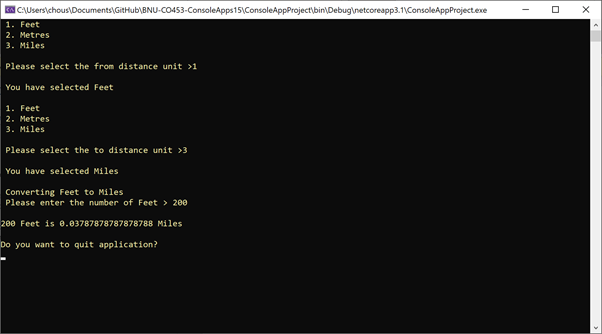 C:\Users\chous\Documents\GitHub\BNU-CO453-ConsoleApps15\ConsoleAppProject\bin\Debug\netcoreapp3.1\ConsoleAppProject.exe
1. Feet
2. Metres
3. Miles
Please select the from distance unit >1
You have selected Feet
1. Feet
2. Metres
3. Miles
Please select the to distance unit >3
You have selected Miles
Converting Feet to Miles
Please enter the number of Feet > 200
200 Feet is 0.03787878787878788 Miles
Do you want to quit application?